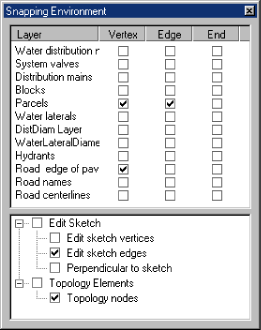 Snapping Environment
Layer Vertex Edge End
Water distribution r
System valves
Distribution mains
Blocks
Parcels
Water laterals
DistDiam Layer
WaterLateralDiame
Hydrants
Road edge of pav
Road names
Road centerlines
Edit Sketch
Edit sketch vertices
Edit sketch edges
Perpendicular to sketch
Topology Elements
Topology nodes